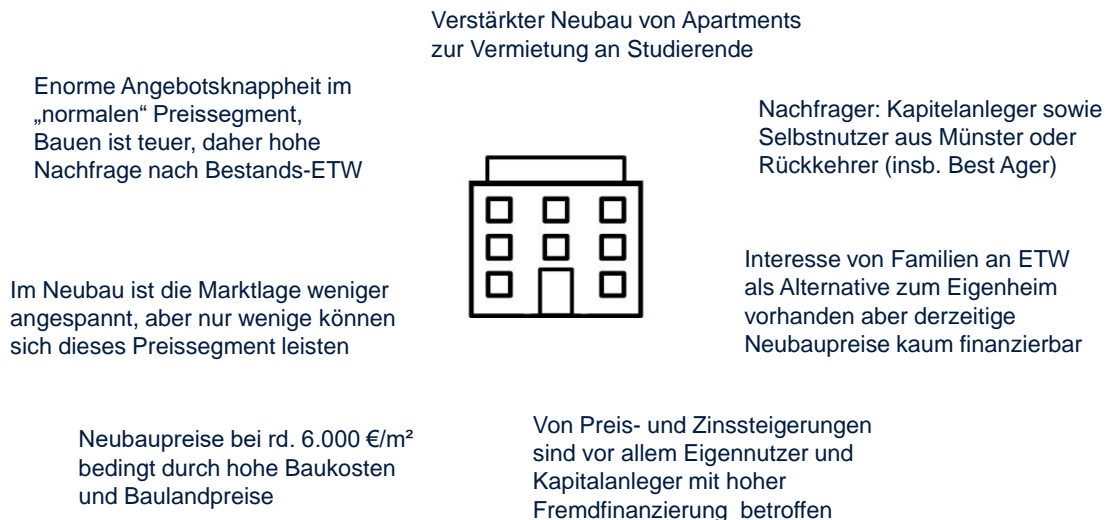 Verstärkter Neubau von Apartments
zur Vermietung an Studierende
Enorme Angebotsknappheit im
„normalen“ Preissegment,
Bauen ist teuer, daher hohe
Nachfrage nach Bestands-ETW
Nachfrager: Kapitelanleger sowie
Selbstnutzer aus Münster oder
Rückkehrer (insb. Best Ager)
Im Neubau ist die Marktlage weniger
angespannt, aber nur wenige können
sich dieses Preissegment leisten
Interesse von Familien an ETW
als Alternative zum Eigenheim
vorhanden aber derzeitige
Neubaupreise kaum finanzierbar
Neubaupreise bei rd. 6.000 €/m²
bedingt durch hohe Baukosten
und Baulandpreise
Von Preis- und Zinssteigerungen
sind vor allem Eigennutzer und
Kapitalanleger mit hoher
Fremdfinanzierung betroffen